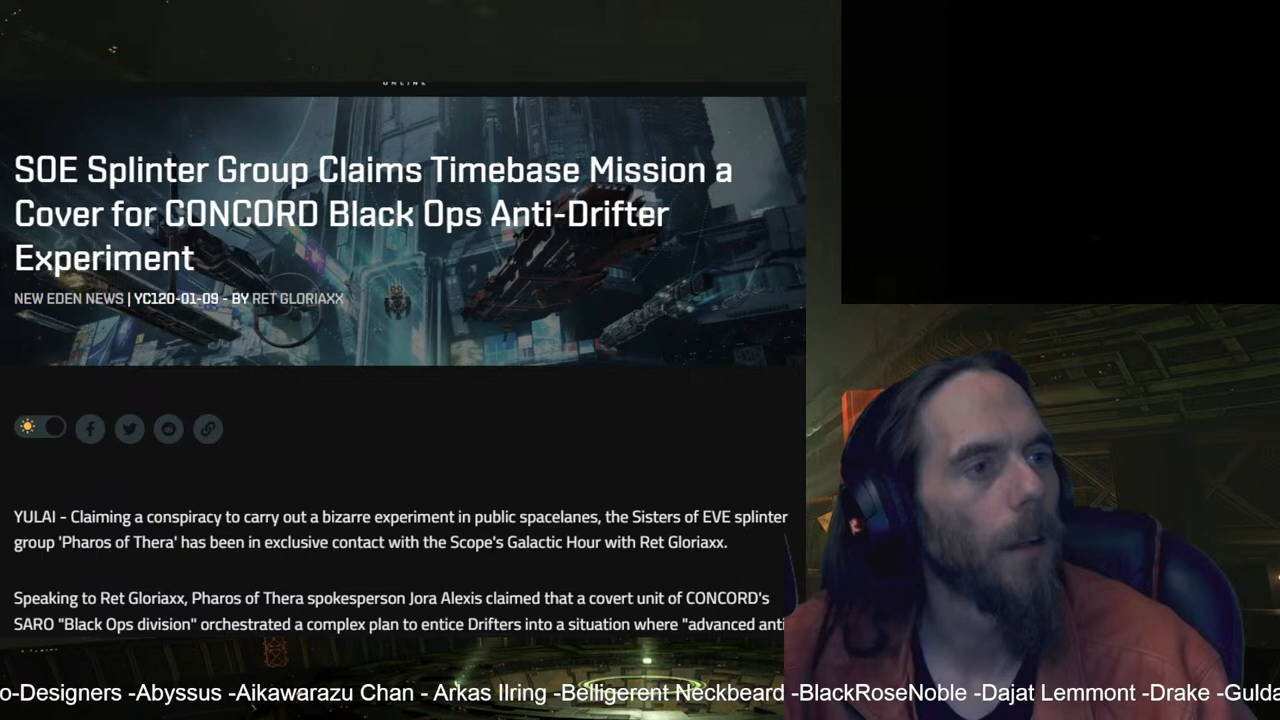 ONLINE
SOE Splinter Group Claims Timebase Mission a
Cover for CONCORD Black Ops Anti-Drifter
Experiment
NEW EDEN NEWS | YC120-01-09 - BY RET GLORIAXX
YULAI - Claiming a conspiracy to carry out a bizarre experiment in public spacelanes, the Sisters of EVE splinter
group 'Pharos of Thera' has been in exclusive contact with the Scope's Galactic Hour with Ret Gloriaxx.
Speaking to Ret Gloriaxx, Pharos of Thera spokesperson Jora Alexis claimed that a covert unit of CONCORD's
SARO "Black Ops division" orchestrated a complex plan to entice Drifters into a situation where "advanced anti
o-Designers -Abyssus -Aikawarazu Chan - Arkas Ilring -Belligerent Neckbeard -BlackRoseNoble -Dajat Lemmont -Drake -Gulda